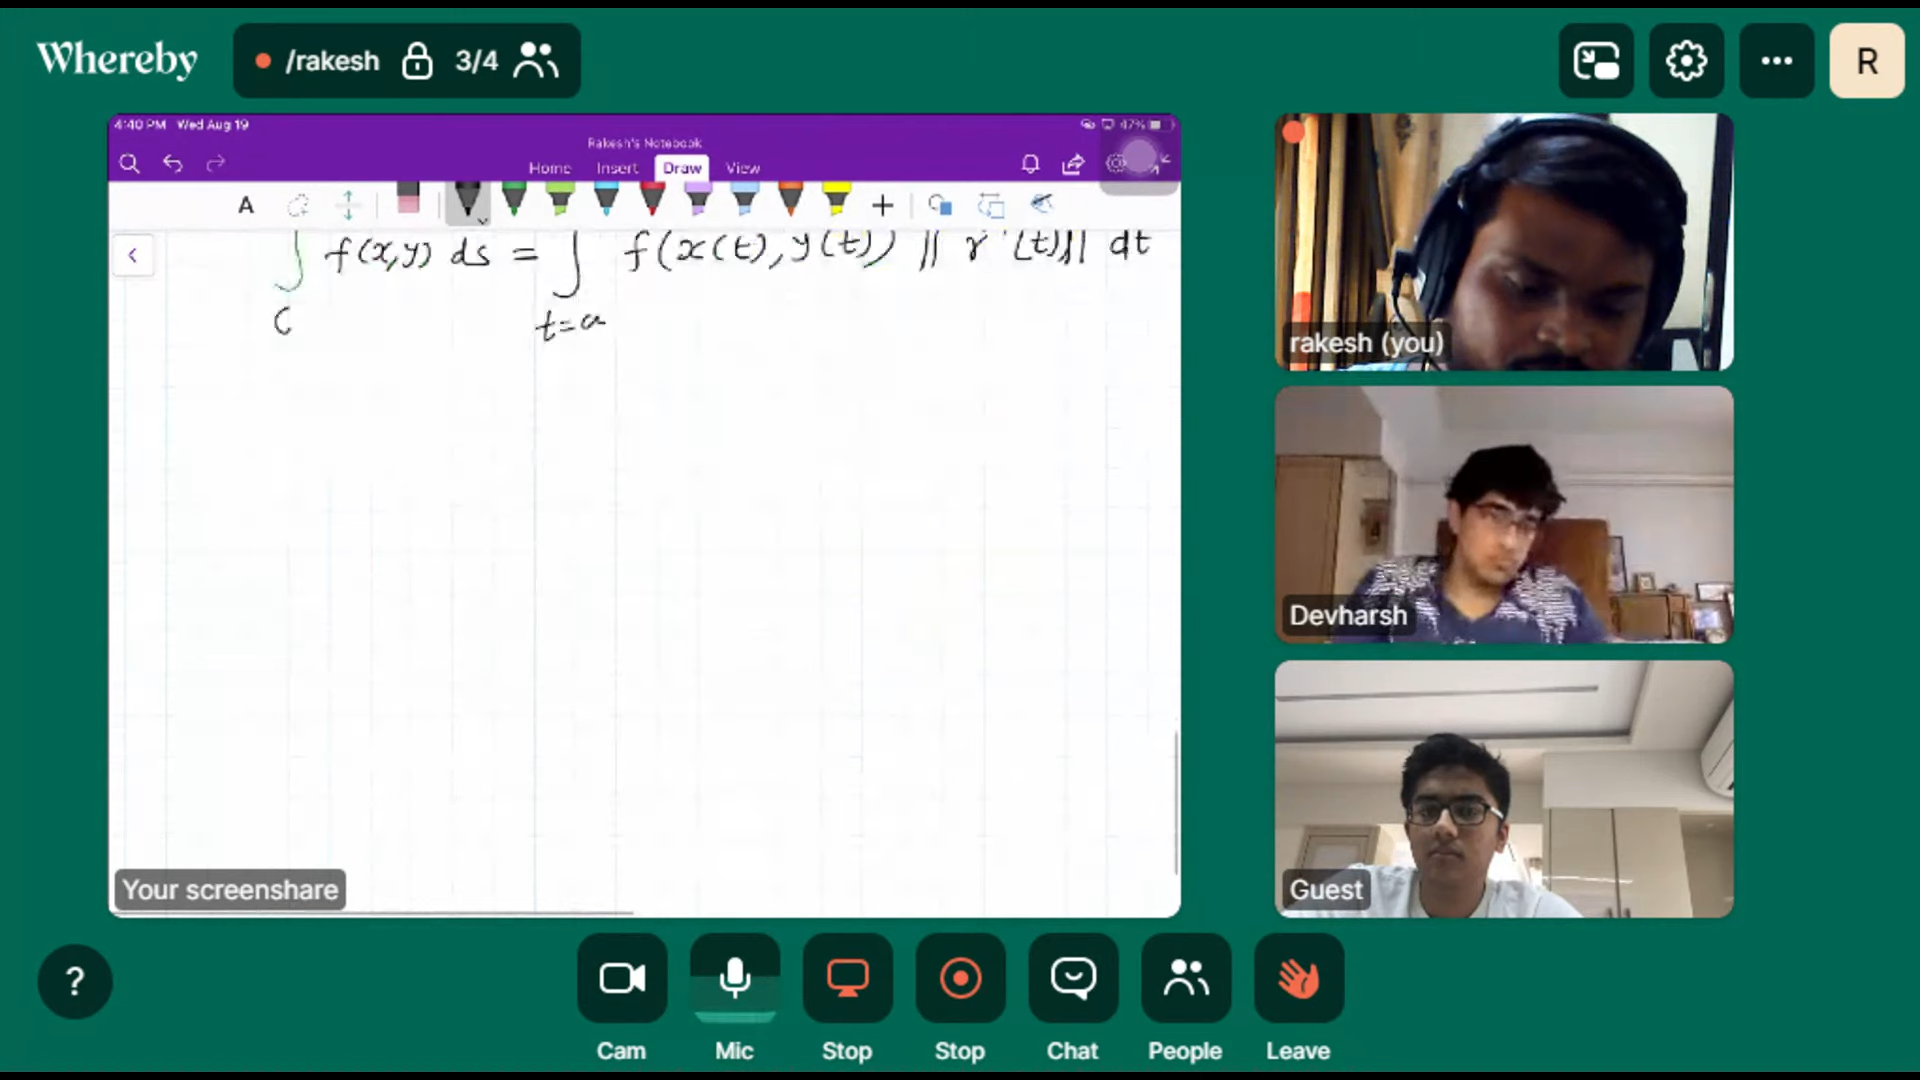 Whereby
/rakesh 3/4
R
4:40 PM Wed Aug 19
47%
Rakesh's Notebook
Home Insert Draw View
A
∫ f(x,y) ds = ∫ f(x(t), y(t)) || r'(t)|| dt
C t=a
Your screenshare
rakesh (you)
Devharsh
Guest
?
Cam Mic Stop Stop Chat People Leave